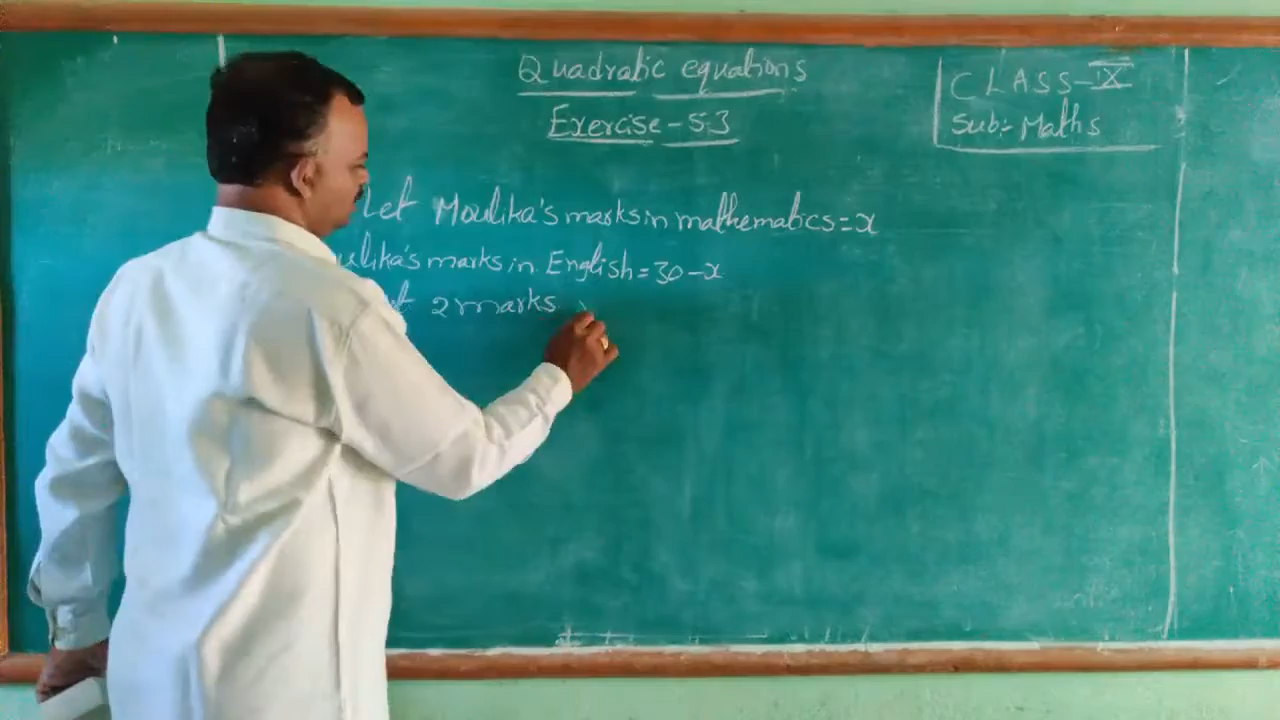 Quadratic equations
Exercise - 5.3
CLASS - IX
Sub:- Maths
Let Moulika's marks in mathematics = x
ulika's marks in English = 30 - x
2 marks